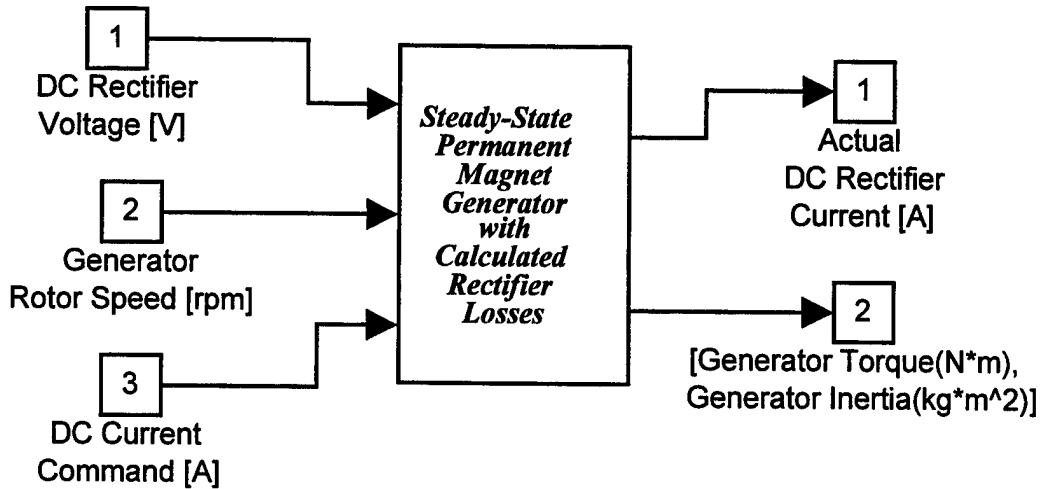 1
DC Rectifier
Voltage [V]
2
Generator
Rotor Speed [rpm]
3
DC Current
Command [A]
Steady-State
Permanent
Magnet
Generator
with
Calculated
Rectifier
Losses
1
Actual
DC Rectifier
Current [A]
2
[Generator Torque(N*m),
Generator Inertia(kg*m^2)]